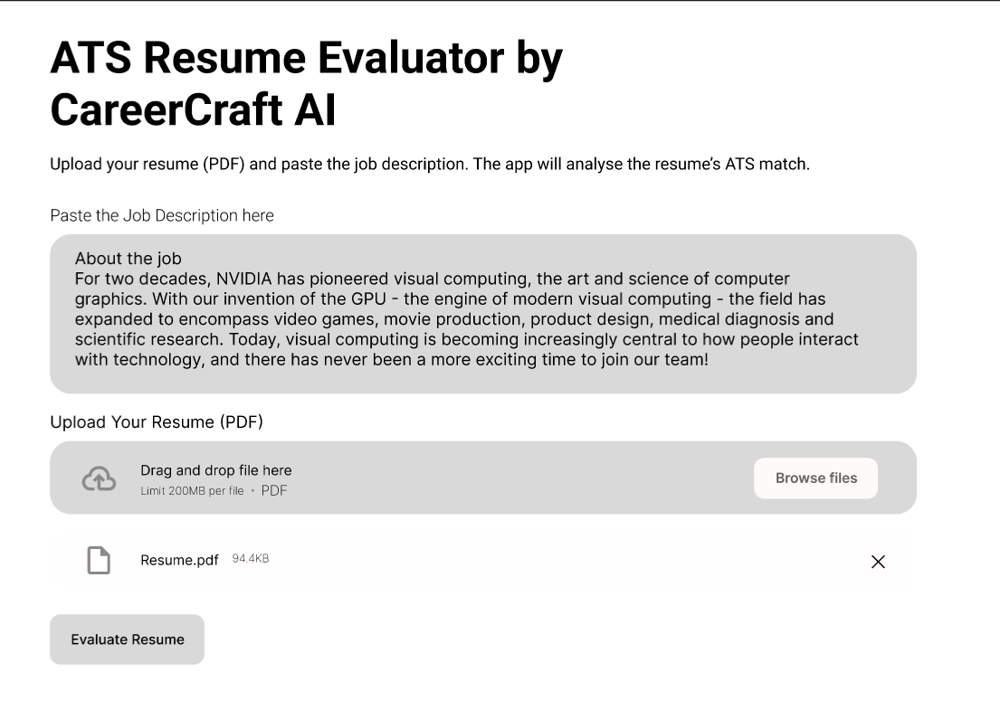 ATS Resume Evaluator by
CareerCraft AI
Upload your resume (PDF) and paste the job description. The app will analyse the resume’s ATS match.
Paste the Job Description here
About the job
For two decades, NVIDIA has pioneered visual computing, the art and science of computer
graphics. With our invention of the GPU - the engine of modern visual computing - the field has
expanded to encompass video games, movie production, product design, medical diagnosis and
scientific research. Today, visual computing is becoming increasingly central to how people interact
with technology, and there has never been a more exciting time to join our team!
Upload Your Resume (PDF)
Drag and drop file here
Limit 200MB per file • PDF
Browse files
Resume.pdf 94.4KB
Evaluate Resume